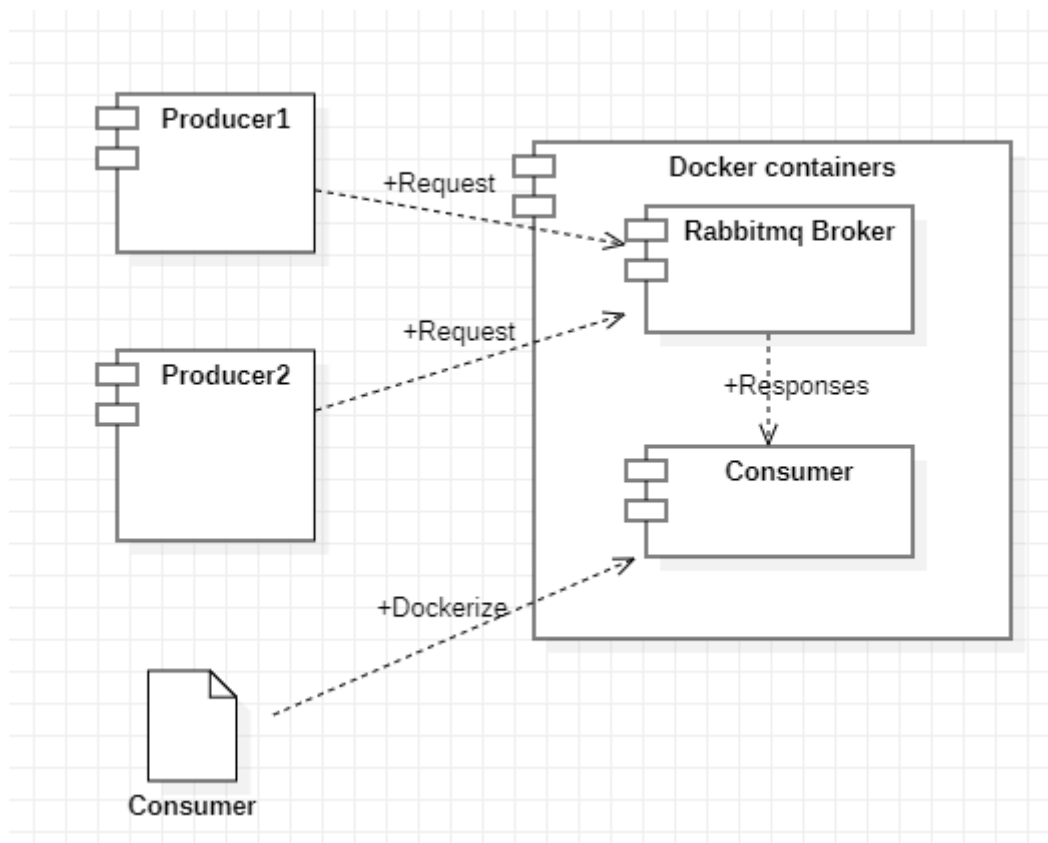 Producer1
+Request
Docker containers
Rabbitmq Broker
+Request
Producer2
+Responses
Consumer
+Dockerize
Consumer